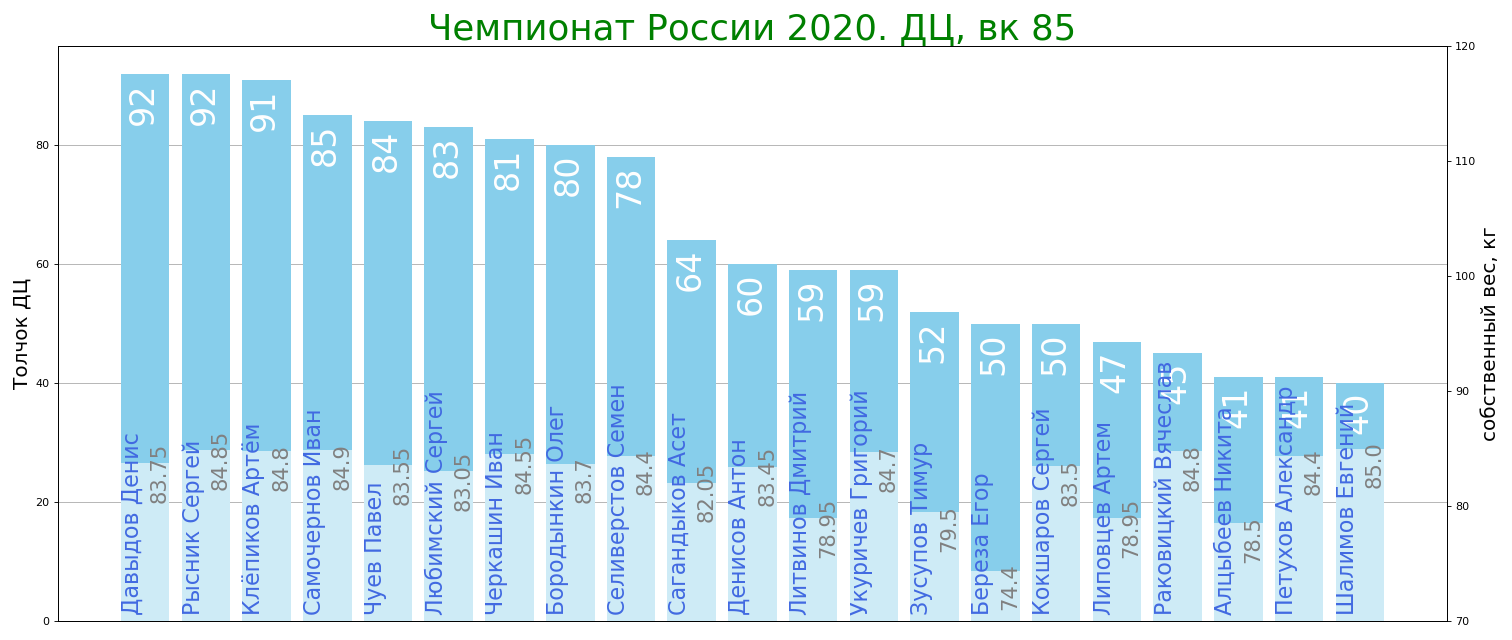 Чемпионат России 2020. ДЦ, вк 85
Толчок ДЦ
0
20
40
60
80
92
92
91
85
84
83
81
80
78
64
60
59
59
52
50
50
47
45
41
41
40
Давыдов Денис
83.75
Рысник Сергей
84.85
Клёпиков Артём
84.8
Самочернов Иван
84.9
Чуев Павел
83.55
Любимский Сергей
83.05
Черкашин Иван
84.55
Бородынкин Олег
83.7
Селиверстов Семен
84.4
Сагандыков Асет
82.05
Денисов Антон
83.45
Литвинов Дмитрий
78.95
Укуричев Григорий
84.7
Зусупов Тимур
79.5
Береза Егор
74.4
Кокшаров Сергей
83.5
Липовцев Артем
78.95
Раковицкий Вячеслав
84.8
Алцыбеев Никита
78.5
Петухов Александр
84.4
Шалимов Евгений
85.0
70
80
90
100
110
120
собственный вес, кг